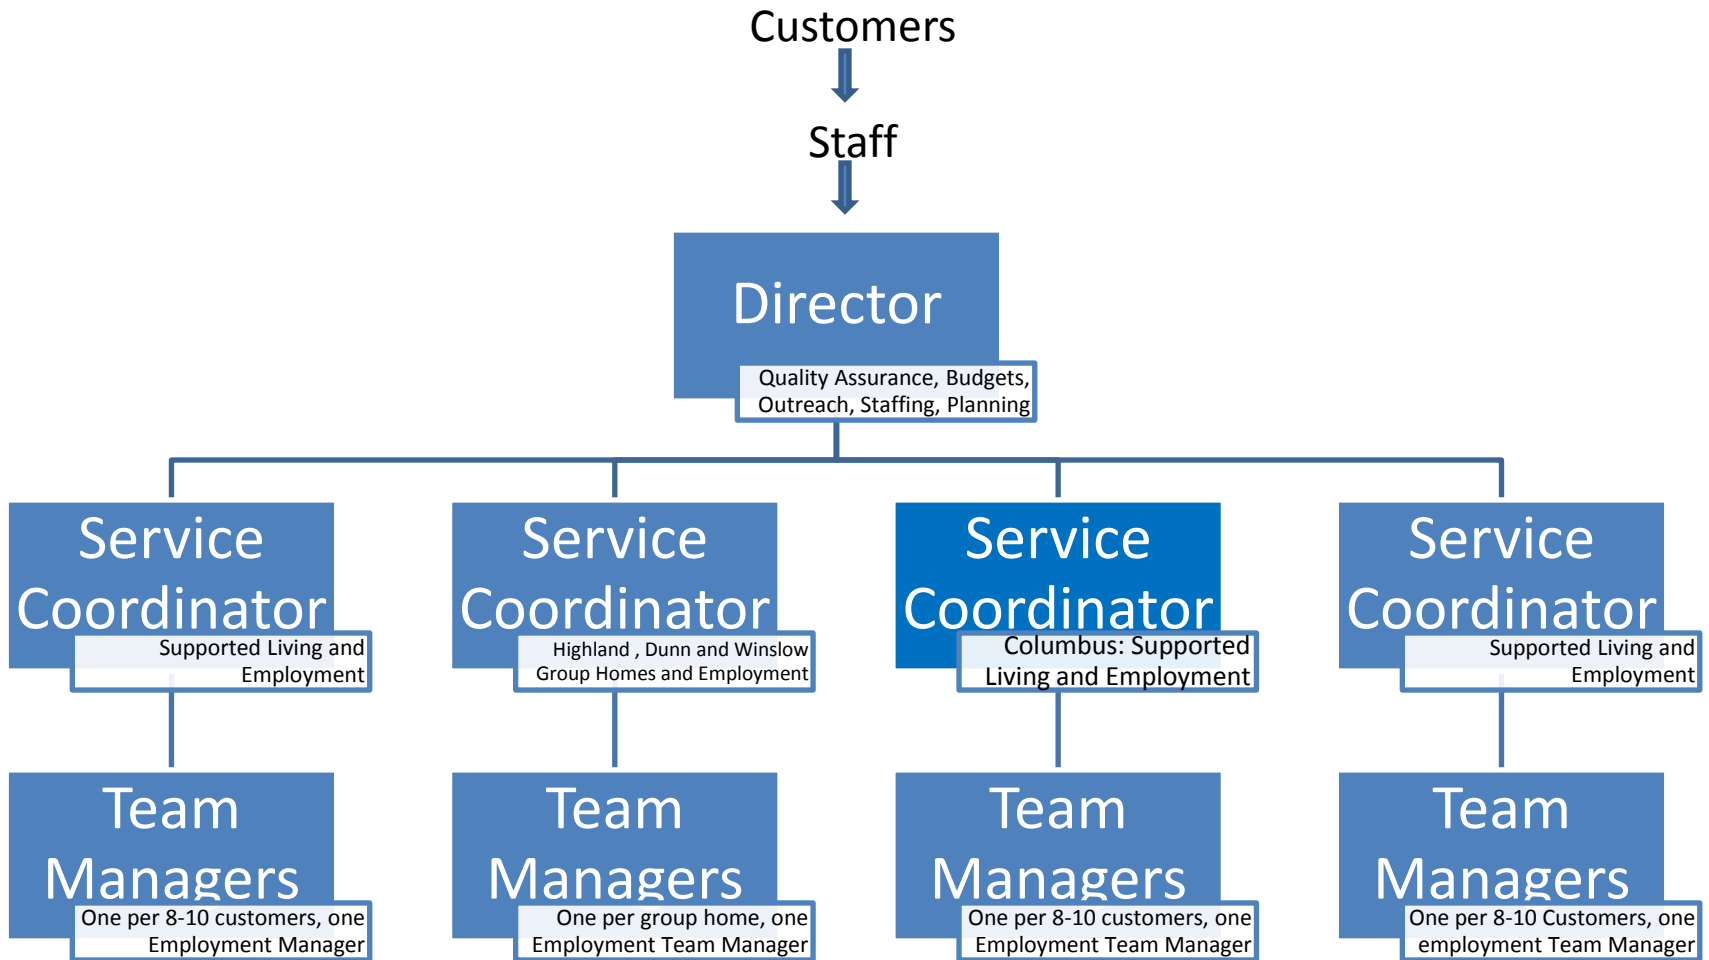 Customers
Staff
Director
Quality Assurance, Budgets,
Outreach, Staffing, Planning
Service
Coordinator
Supported Living and
Employment
Service
Coordinator
Highland , Dunn and Winslow
Group Homes and Employment
Service
Coordinator
Columbus: Supported
Living and Employment
Service
Coordinator
Supported Living and
Employment
Team
Managers
One per 8-10 customers, one
Employment Manager
Team
Managers
One per group home, one
Employment Team Manager
Team
Managers
One per 8-10 customers, one
Employment Team Manager
Team
Managers
One per 8-10 Customers, one
employment Team Manager